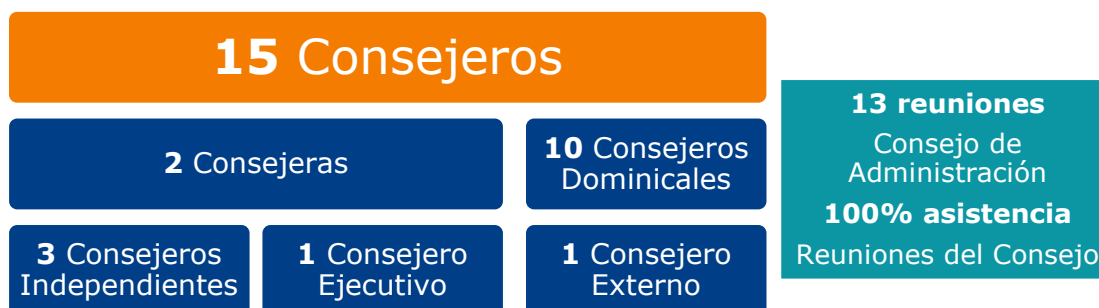 15 Consejeros
2 Consejeras
10 Consejeros
Dominicales
3 Consejeros
Independientes
1 Consejero
Ejecutivo
1 Consejero
Externo
13 reuniones
Consejo de
Administración
100% asistencia
Reuniones del Consejo